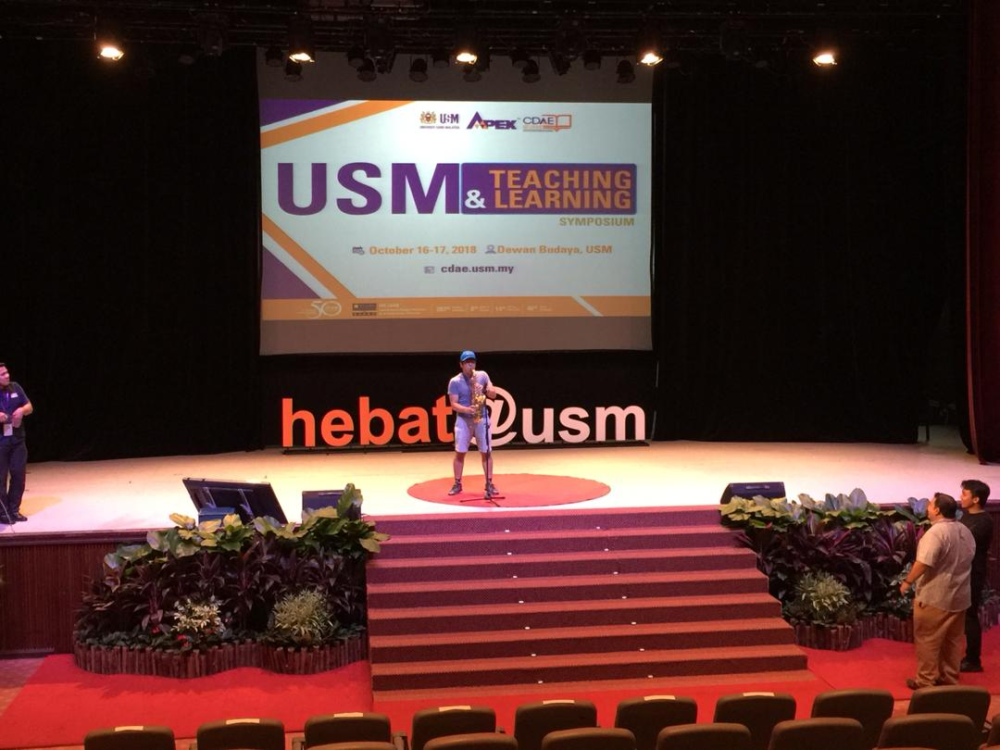 USM
APEX
CDAE
USM & TEACHING
LEARNING
SYMPOSIUM
October 16-17, 2018 Dewan Budaya, USM
cdae.usm.my
50
hebat@usm